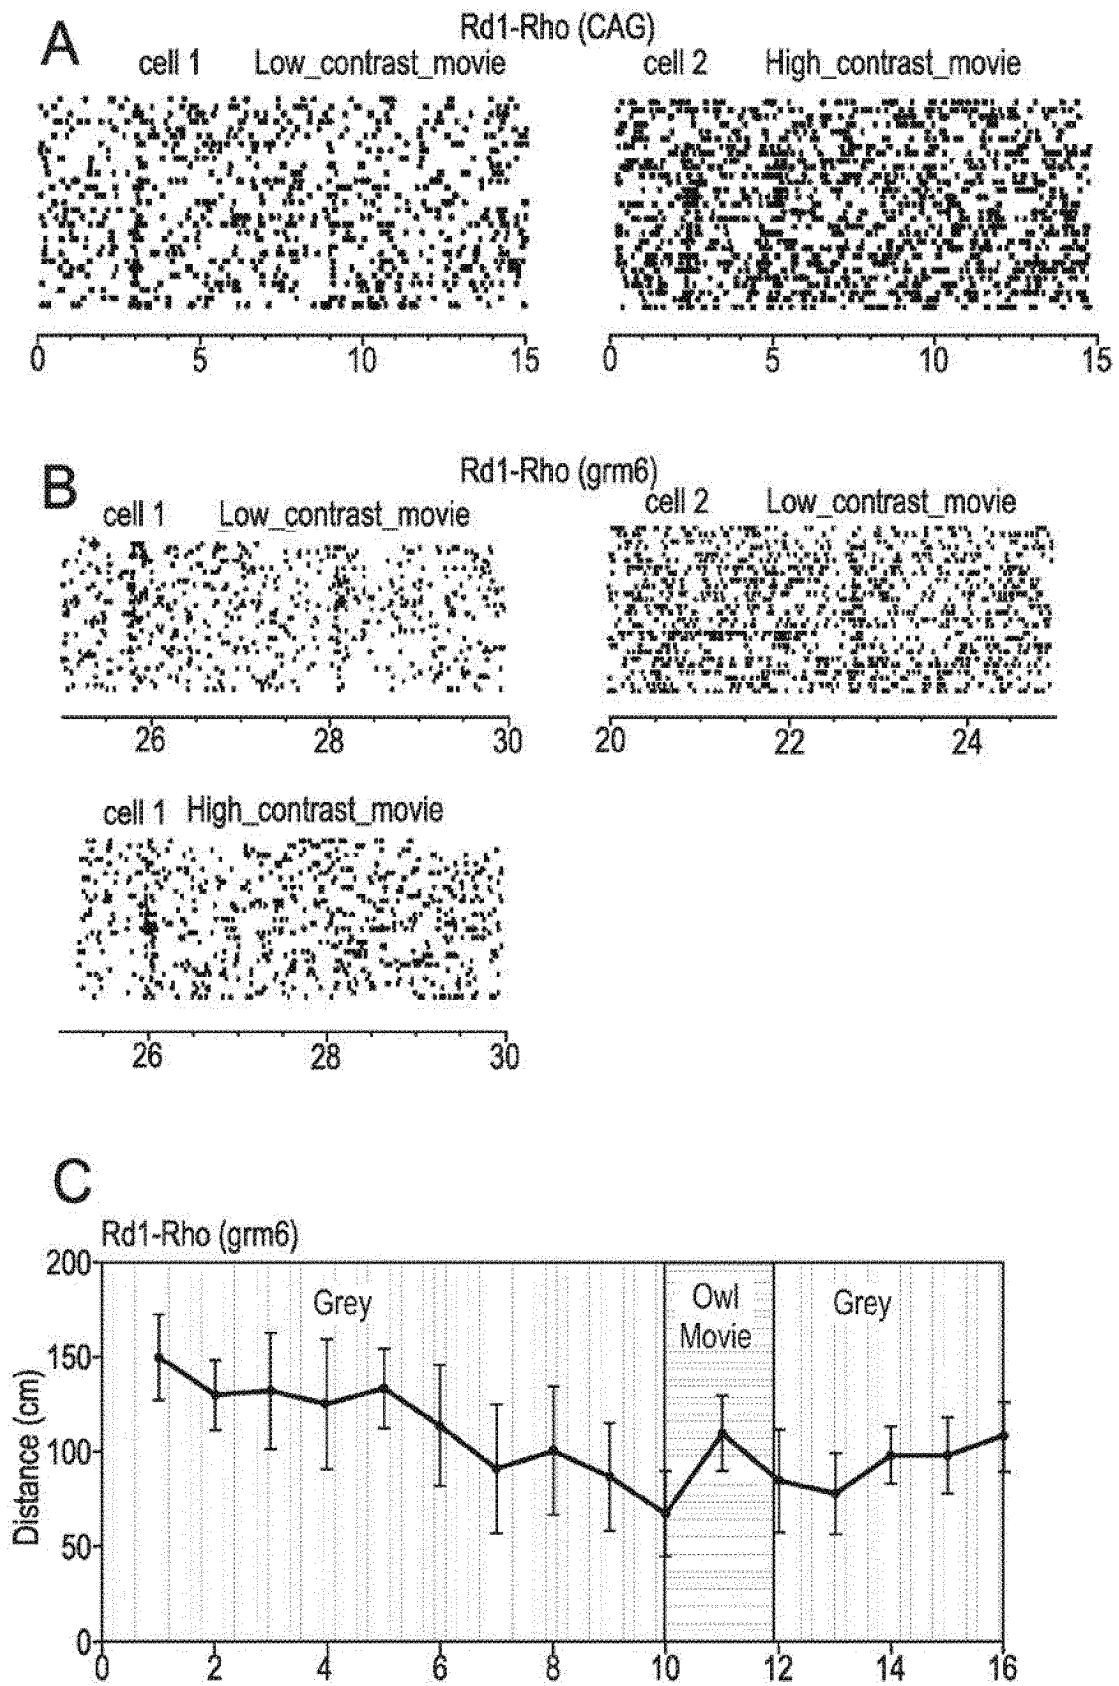 A
Rd1-Rho (CAG)
cell 1 Low_contrast_movie
cell 2 High_contrast_movie
0 5 10 15
0 5 10 15
B
Rd1-Rho (grm6)
cell 1 Low_contrast_movie
cell 2 Low_contrast_movie
26 28 30
20 22 24
cell 1 High_contrast_movie
26 28 30
C
Rd1-Rho (grm6)
200
150
100
50
0
Distance (cm)
Grey
Owl
Movie
Grey
0 2 4 6 8 10 12 14 16